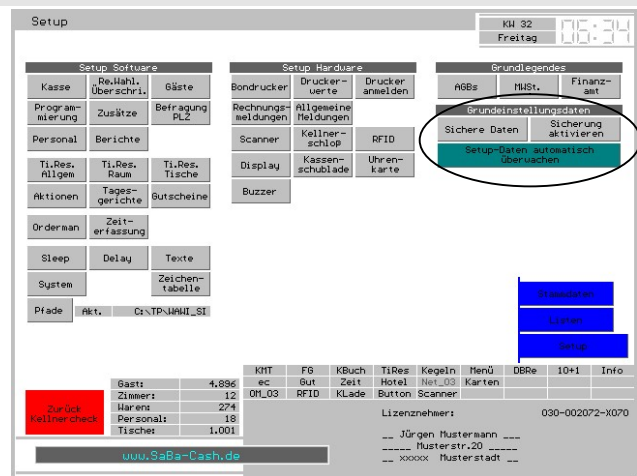 Setup
KW 32
Freitag
06:34
Setup Software
Kasse
Re.Wahl.
Überschri.
Gäste
Program-
mierung
Zusätze
Befragung
PLZ
Personal
Berichte
Ti.Res.
Allgem
Ti.Res.
Raum
Ti.Res.
Tische
Aktionen
Tages-
gerichte
Gutscheine
Orderman
Zeit-
erfassung
Sleep
Delay
Texte
System
Zeichen-
tabelle
Pfade
Akt.
C:\TP\WAWI_SI
Setup Hardware
Bondrucker
Drucker-
werte
Drucker
anmelden
Rechnungs-
meldungen
Allgemeine
Meldungen
Scanner
Kellner-
schloß
RFID
Display
Kassen-
schublade
Uhren-
karte
Buzzer
Grundlegendes
AGBs
MWSt.
Finanz-
amt
Grundeinstellungsdaten
Sichere Daten
Sicherung
aktivieren
Setup-Daten automatisch
überwachen
Stammdaten
Listen
Setup
KMT FG KBuch TiRes Kegeln Menü DBRe 10+1 Info
ec Gut Zeit Hotel Net_03 Karten
OM_03 RFID KLade Button Scanner
Zurück
Kellnercheck
Gast: 4.896
Zimmer: 12
Waren: 274
Personal: 18
Tische: 1.001
Lizenznehmer: 030-002072-X070
__ Jürgen Mustermann ___
_____ Musterstr.20 _____
__ xxxxx Musterstadt __
www.SaBa-Cash.de